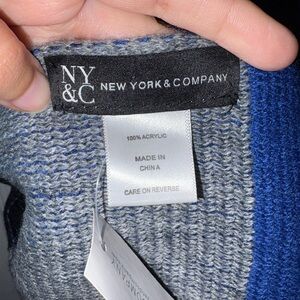 NY
&C NEW YORK & COMPANY
100% ACRYLIC
MADE IN
CHINA
CARE ON REVERSE